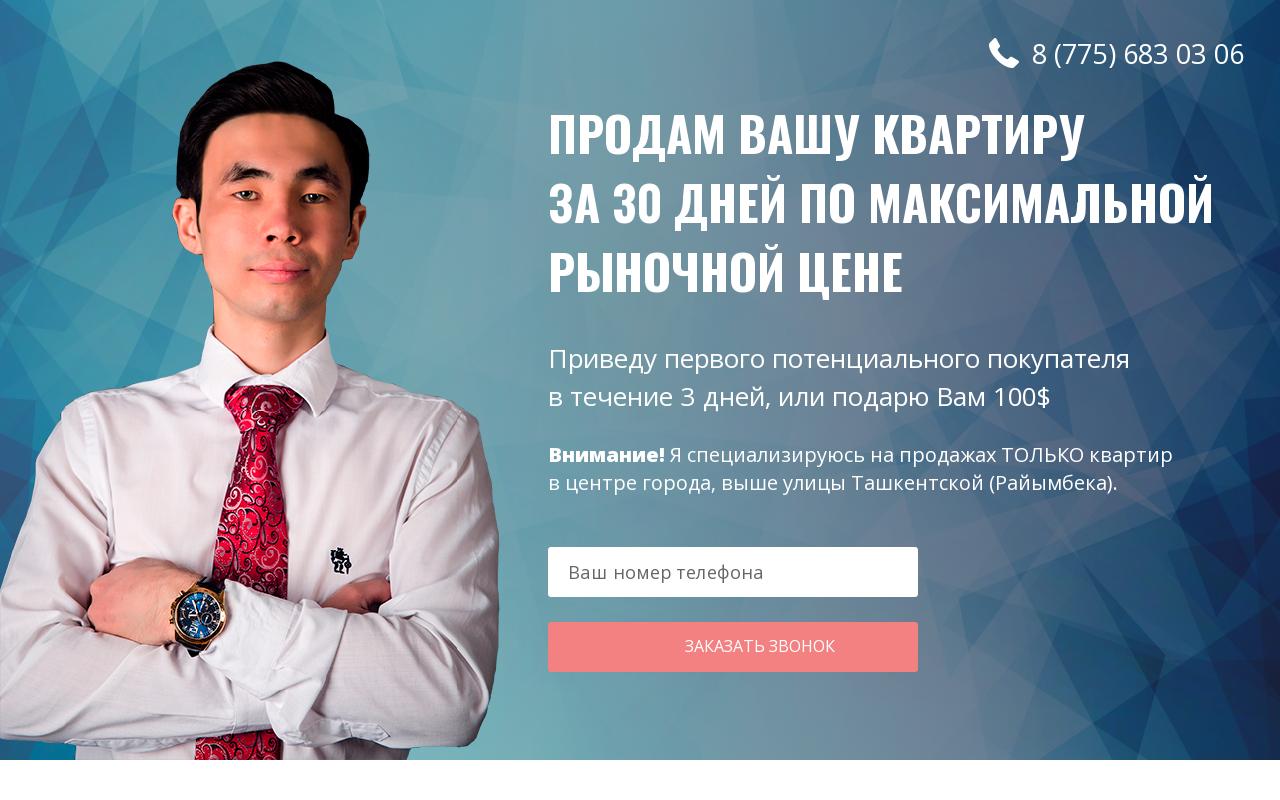 8 (775) 683 03 06
ПРОДАМ ВАШУ КВАРТИРУ
ЗА 30 ДНЕЙ ПО МАКСИМАЛЬНОЙ
РЫНОЧНОЙ ЦЕНЕ
Приведу первого потенциального покупателя
в течение 3 дней, или подарю Вам 100$
Внимание! Я специализируюсь на продажах ТОЛЬКО квартир
в центре города, выше улицы Ташкентской (Райымбека).
Ваш номер телефона
ЗАКАЗАТЬ ЗВОНОК